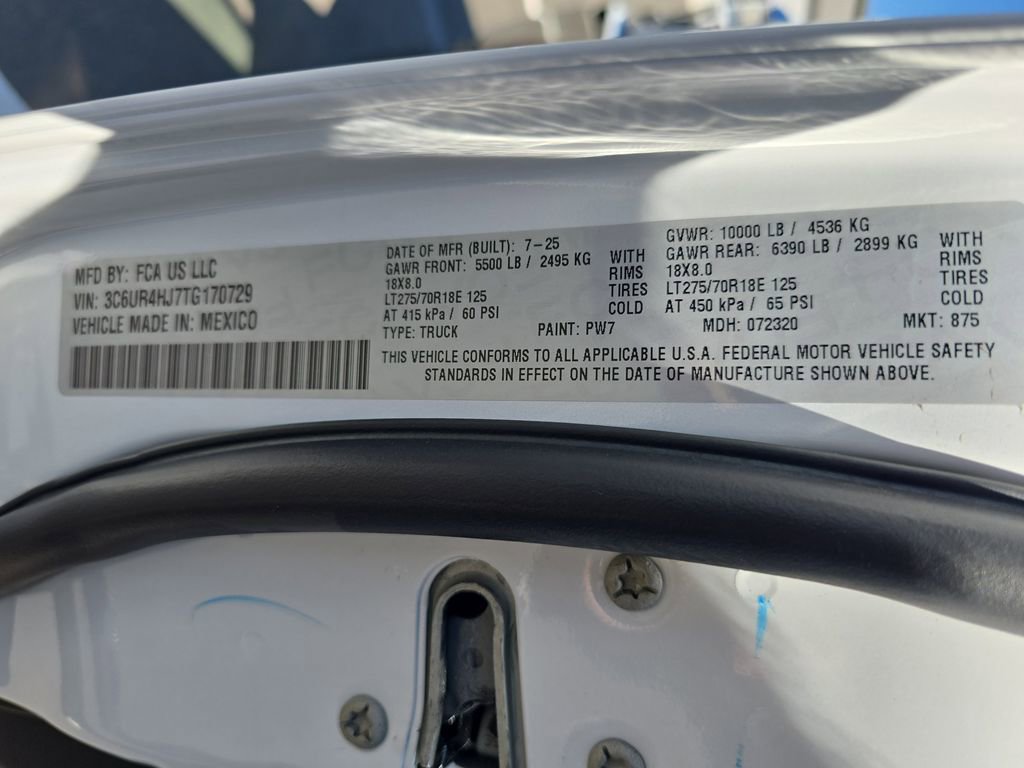 MFD BY: FCA US LLC
VIN: 3C6UR4HJ7TG170729
VEHICLE MADE IN: MEXICO
DATE OF MFR (BUILT): 7-25
GAWR FRONT: 5500 LB / 2495 KG WITH
18X8.0 RIMS
LT275/70R18E 125 TIRES
AT 415 kPa / 60 PSI COLD
TYPE: TRUCK PAINT: PW7
GVWR: 10000 LB / 4536 KG
GAWR REAR: 6390 LB / 2899 KG WITH
18X8.0 RIMS
LT275/70R18E 125 TIRES
AT 450 kPa / 65 PSI COLD
MDH: 072320 MKT: 875
THIS VEHICLE CONFORMS TO ALL APPLICABLE U.S.A. FEDERAL MOTOR VEHICLE SAFETY
STANDARDS IN EFFECT ON THE DATE OF MANUFACTURE SHOWN ABOVE.